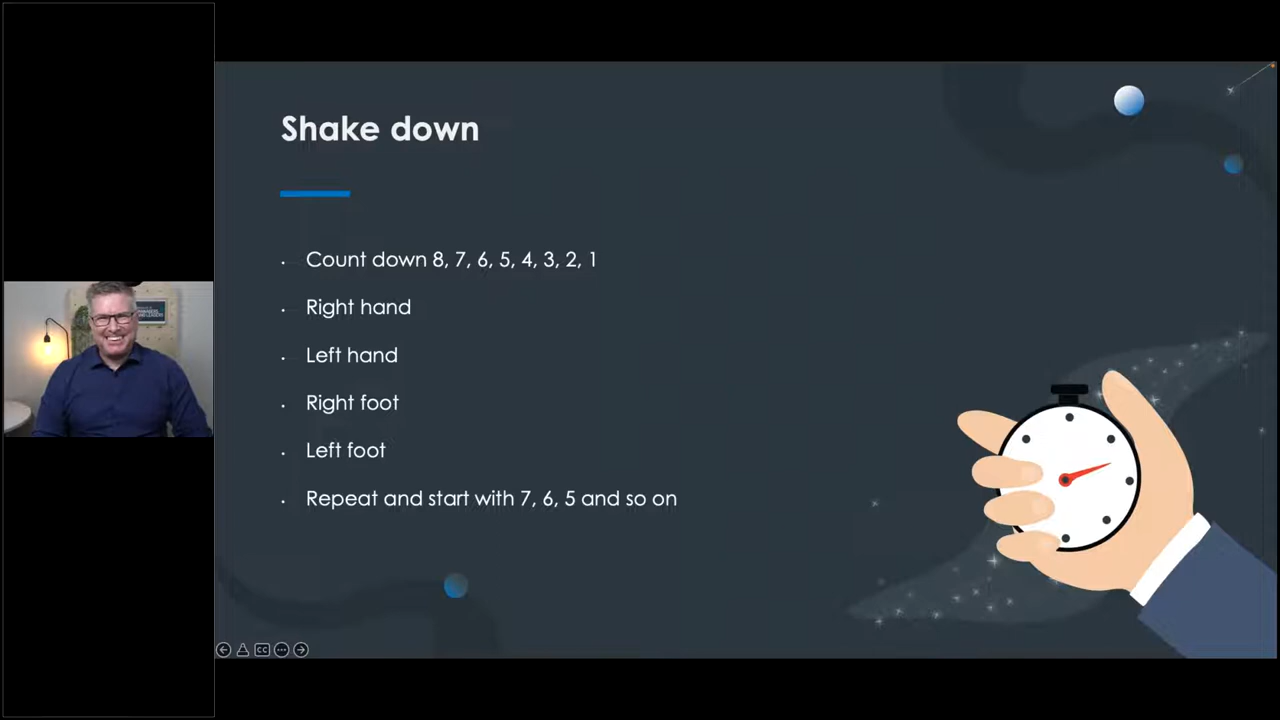 Shake down
Count down 8, 7, 6, 5, 4, 3, 2, 1
Right hand
Left hand
Right foot
Left foot
Repeat and start with 7, 6, 5 and so on
CC